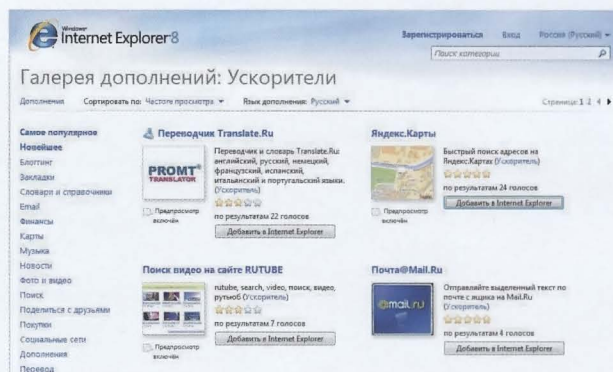 Windows
Internet Explorer 8
Зарегистрироваться Вход Россия (Русский)
Поиск категории
Галерея дополнений: Ускорители
Дополнения Сортировать по: Частоте просмотра Язык дополнения: Русский Страница: 1 2 4
Самое популярное
Новейшее
Блоггинг
Закладки
Словари и справочники
Email
Финансы
Карты
Музыка
Новости
Фото и видео
Поиск
Поделиться с друзьями
Покупки
Социальные сети
Дополнения
Перевод
Переводчик Translate.Ru
PROMT
TRANSLATOR
Переводчик и словарь Translate.Ru:
английский, русский, немецкий,
французский, испанский,
итальянский и португальский языки.
(Ускоритель)
Предпросмотр
включён
по результатам 22 голосов
Добавить в Internet Explorer
Яндекс.Карты
Быстрый поиск адресов на
Яндекс.Картах (Ускоритель)
по результатам 24 голосов
Предпросмотр
включён
Добавить в Internet Explorer
Поиск видео на сайте RUTUBE
rutube, search, video, поиск, видео,
рутьюб (Ускоритель)
по результатам 7 голосов
Предпросмотр
включён
Добавить в Internet Explorer
Почта@Mail.Ru
@mail.ru
Отправляйте выделенный текст по
почте с ящика на Mail.Ru
(Ускоритель)
по результатам 4 голосов
Добавить в Internet Explorer